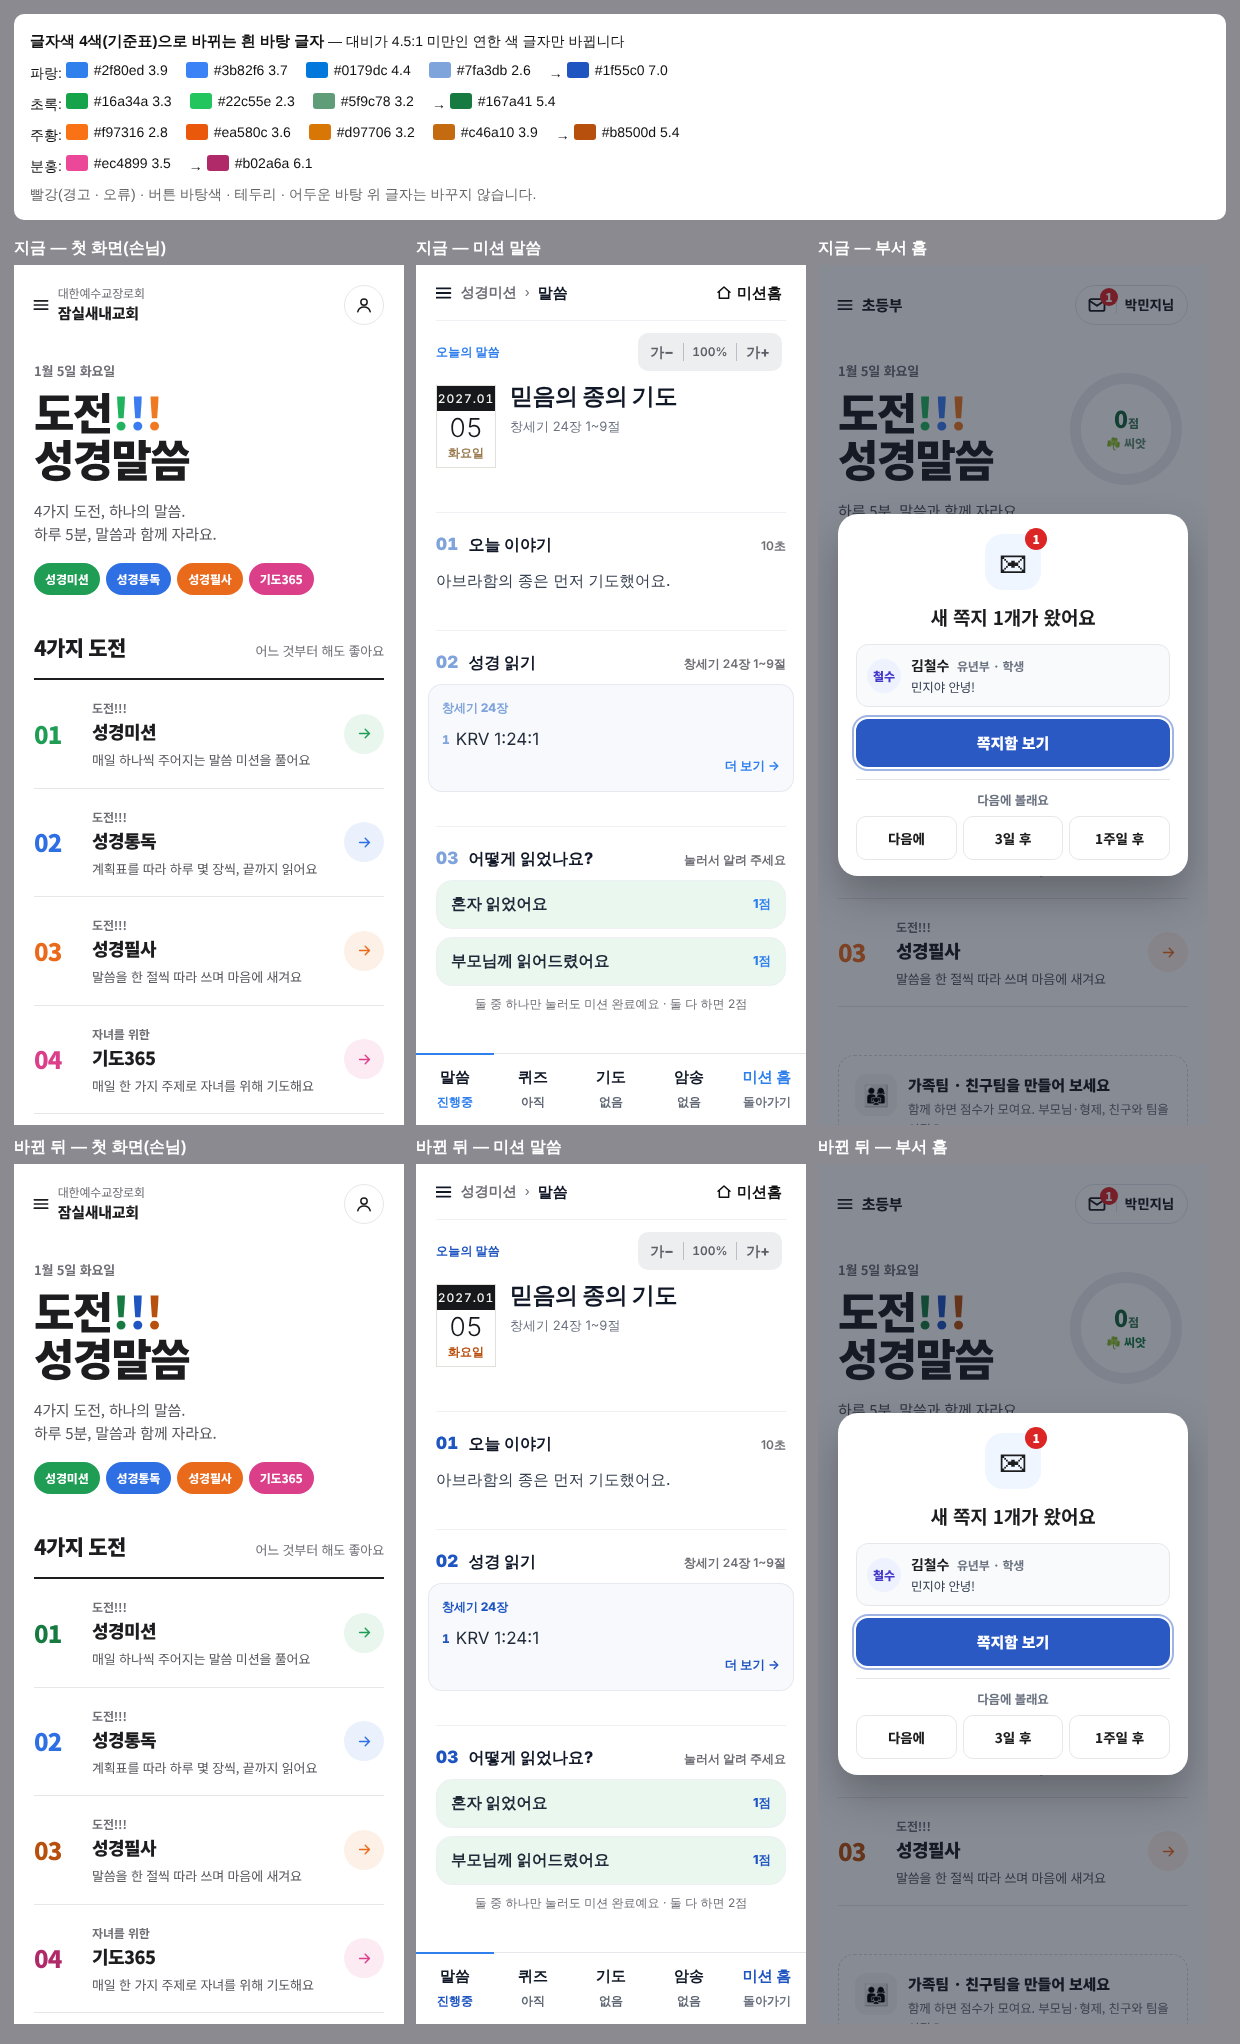 글자색 4색(기준표)으로 바뀌는 흰 바탕 글자 — 대비가 4.5:1 미만인 연한 색 글자만 바뀝니다
파랑: #2f80ed 3.9 #3b82f6 3.7 #0179dc 4.4 #7fa3db 2.6 → #1f55c0 7.0
초록: #16a34a 3.3 #22c55e 2.3 #5f9c78 3.2 → #167a41 5.4
주황: #f97316 2.8 #ea580c 3.6 #d97706 3.2 #c46a10 3.9 → #b8500d 5.4
분홍: #ec4899 3.5 → #b02a6a 6.1
빨강(경고 · 오류) · 버튼 바탕색 · 테두리 · 어두운 바탕 위 글자는 바꾸지 않습니다.
지금 — 첫 화면(손님)
대한예수교장로회
잠실새내교회
1월 5일 화요일
도전!!!
성경말씀
4가지 도전, 하나의 말씀.
하루 5분, 말씀과 함께 자라요.
성경미션 성경통독 성경필사 기도365
4가지 도전 어느 것부터 해도 좋아요
도전!!!
01 성경미션 →
매일 하나씩 주어지는 말씀 미션을 풀어요
도전!!!
02 성경통독 →
계획표를 따라 하루 몇 장씩, 끝까지 읽어요
도전!!!
03 성경필사 →
말씀을 한 절씩 따라 쓰며 마음에 새겨요
자녀를 위한
04 기도365 →
매일 한 가지 주제로 자녀를 위해 기도해요
지금 — 미션 말씀
성경미션 › 말씀 미션홈
오늘의 말씀 가− 100% 가+
2027.01
05
화요일
믿음의 종의 기도
창세기 24장 1~9절
01 오늘 이야기 10초
아브라함의 종은 먼저 기도했어요.
02 성경 읽기 창세기 24장 1~9절
창세기 24장
1 KRV 1:24:1
더 보기 →
03 어떻게 읽었나요? 눌러서 알려 주세요
혼자 읽었어요 1점
부모님께 읽어드렸어요 1점
둘 중 하나만 눌러도 미션 완료예요 · 둘 다 하면 2점
말씀 퀴즈 기도 암송 미션 홈
진행중 아직 없음 없음 돌아가기
지금 — 부서 홈
초등부 1 박민지님
1월 5일 화요일
도전!!!
성경말씀
0점
씨앗
하루 5분, 말씀과 함께 자라요
1
새 쪽지 1개가 왔어요
철수 김철수 유년부 · 학생
민지야 안녕!
쪽지함 보기
다음에 볼래요
다음에 3일 후 1주일 후
도전!!!
03 성경필사 →
말씀을 한 절씩 따라 쓰며 마음에 새겨요
가족팀 · 친구팀을 만들어 보세요
함께 하면 점수가 모여요. 부모님·형제, 친구와 팀을
바뀐 뒤 — 첫 화면(손님)
대한예수교장로회
잠실새내교회
1월 5일 화요일
도전!!!
성경말씀
4가지 도전, 하나의 말씀.
하루 5분, 말씀과 함께 자라요.
성경미션 성경통독 성경필사 기도365
4가지 도전 어느 것부터 해도 좋아요
도전!!!
01 성경미션 →
매일 하나씩 주어지는 말씀 미션을 풀어요
도전!!!
02 성경통독 →
계획표를 따라 하루 몇 장씩, 끝까지 읽어요
도전!!!
03 성경필사 →
말씀을 한 절씩 따라 쓰며 마음에 새겨요
자녀를 위한
04 기도365 →
매일 한 가지 주제로 자녀를 위해 기도해요
바뀐 뒤 — 미션 말씀
성경미션 › 말씀 미션홈
오늘의 말씀 가− 100% 가+
2027.01
05
화요일
믿음의 종의 기도
창세기 24장 1~9절
01 오늘 이야기 10초
아브라함의 종은 먼저 기도했어요.
02 성경 읽기 창세기 24장 1~9절
창세기 24장
1 KRV 1:24:1
더 보기 →
03 어떻게 읽었나요? 눌러서 알려 주세요
혼자 읽었어요 1점
부모님께 읽어드렸어요 1점
둘 중 하나만 눌러도 미션 완료예요 · 둘 다 하면 2점
말씀 퀴즈 기도 암송 미션 홈
진행중 아직 없음 없음 돌아가기
바뀐 뒤 — 부서 홈
초등부 1 박민지님
1월 5일 화요일
도전!!!
성경말씀
0점
씨앗
하루 5분, 말씀과 함께 자라요
1
새 쪽지 1개가 왔어요
철수 김철수 유년부 · 학생
민지야 안녕!
쪽지함 보기
다음에 볼래요
다음에 3일 후 1주일 후
도전!!!
03 성경필사 →
말씀을 한 절씩 따라 쓰며 마음에 새겨요
가족팀 · 친구팀을 만들어 보세요
함께 하면 점수가 모여요. 부모님·형제, 친구와 팀을